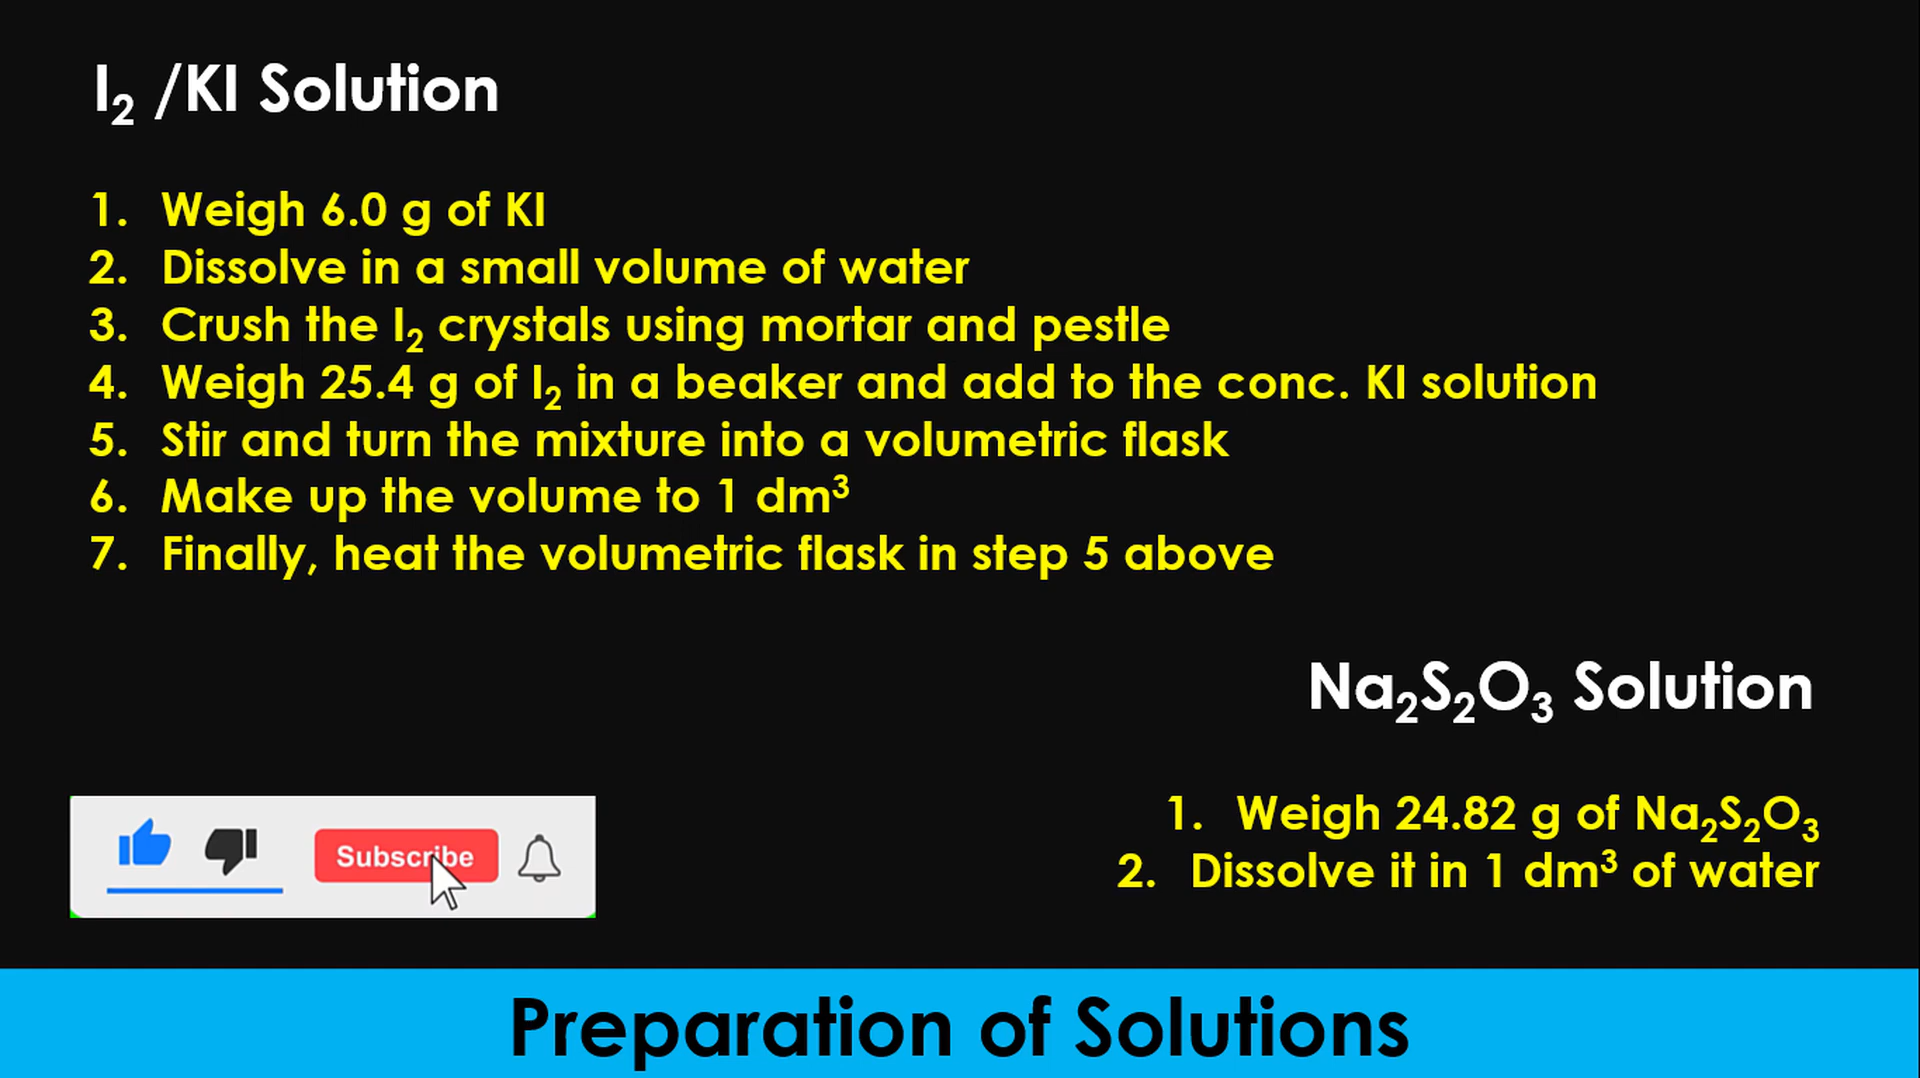 I₂ /KI Solution
1. Weigh 6.0 g of KI
2. Dissolve in a small volume of water
3. Crush the I₂ crystals using mortar and pestle
4. Weigh 25.4 g of I₂ in a beaker and add to the conc. KI solution
5. Stir and turn the mixture into a volumetric flask
6. Make up the volume to 1 dm³
7. Finally, heat the volumetric flask in step 5 above
Na₂S₂O₃ Solution
1. Weigh 24.82 g of Na₂S₂O₃
2. Dissolve it in 1 dm³ of water
Subscribe
Preparation of Solutions